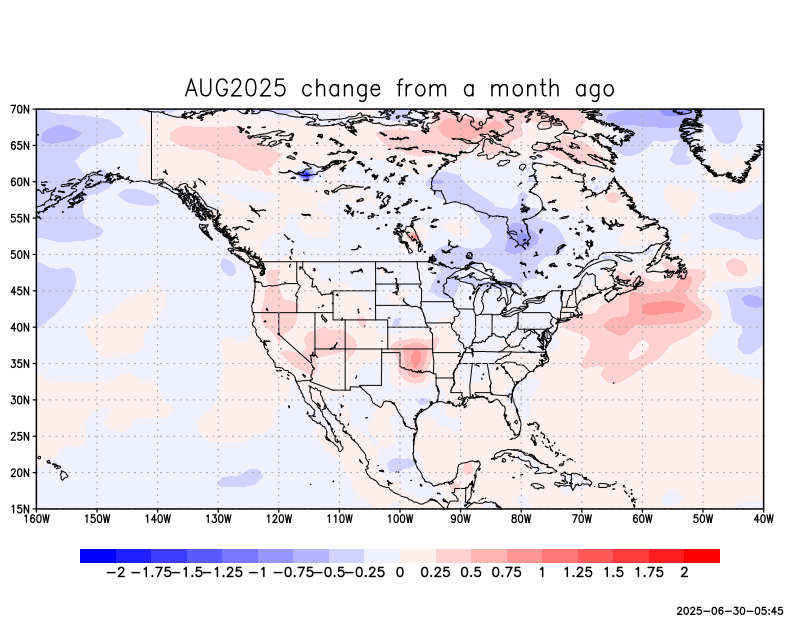 AUG2025 change from a month ago
70N
65N
60N
55N
50N
45N
40N
35N
30N
25N
20N
15N
160W 150W 140W 130W 120W 110W 100W 90W 80W 70W 60W 50W 40W
−2 −1.75 −1.5 −1.25 −1 −0.75 −0.5 −0.25 0 0.25 0.5 0.75 1 1.25 1.5 1.75 2
2025−06−30−05:45